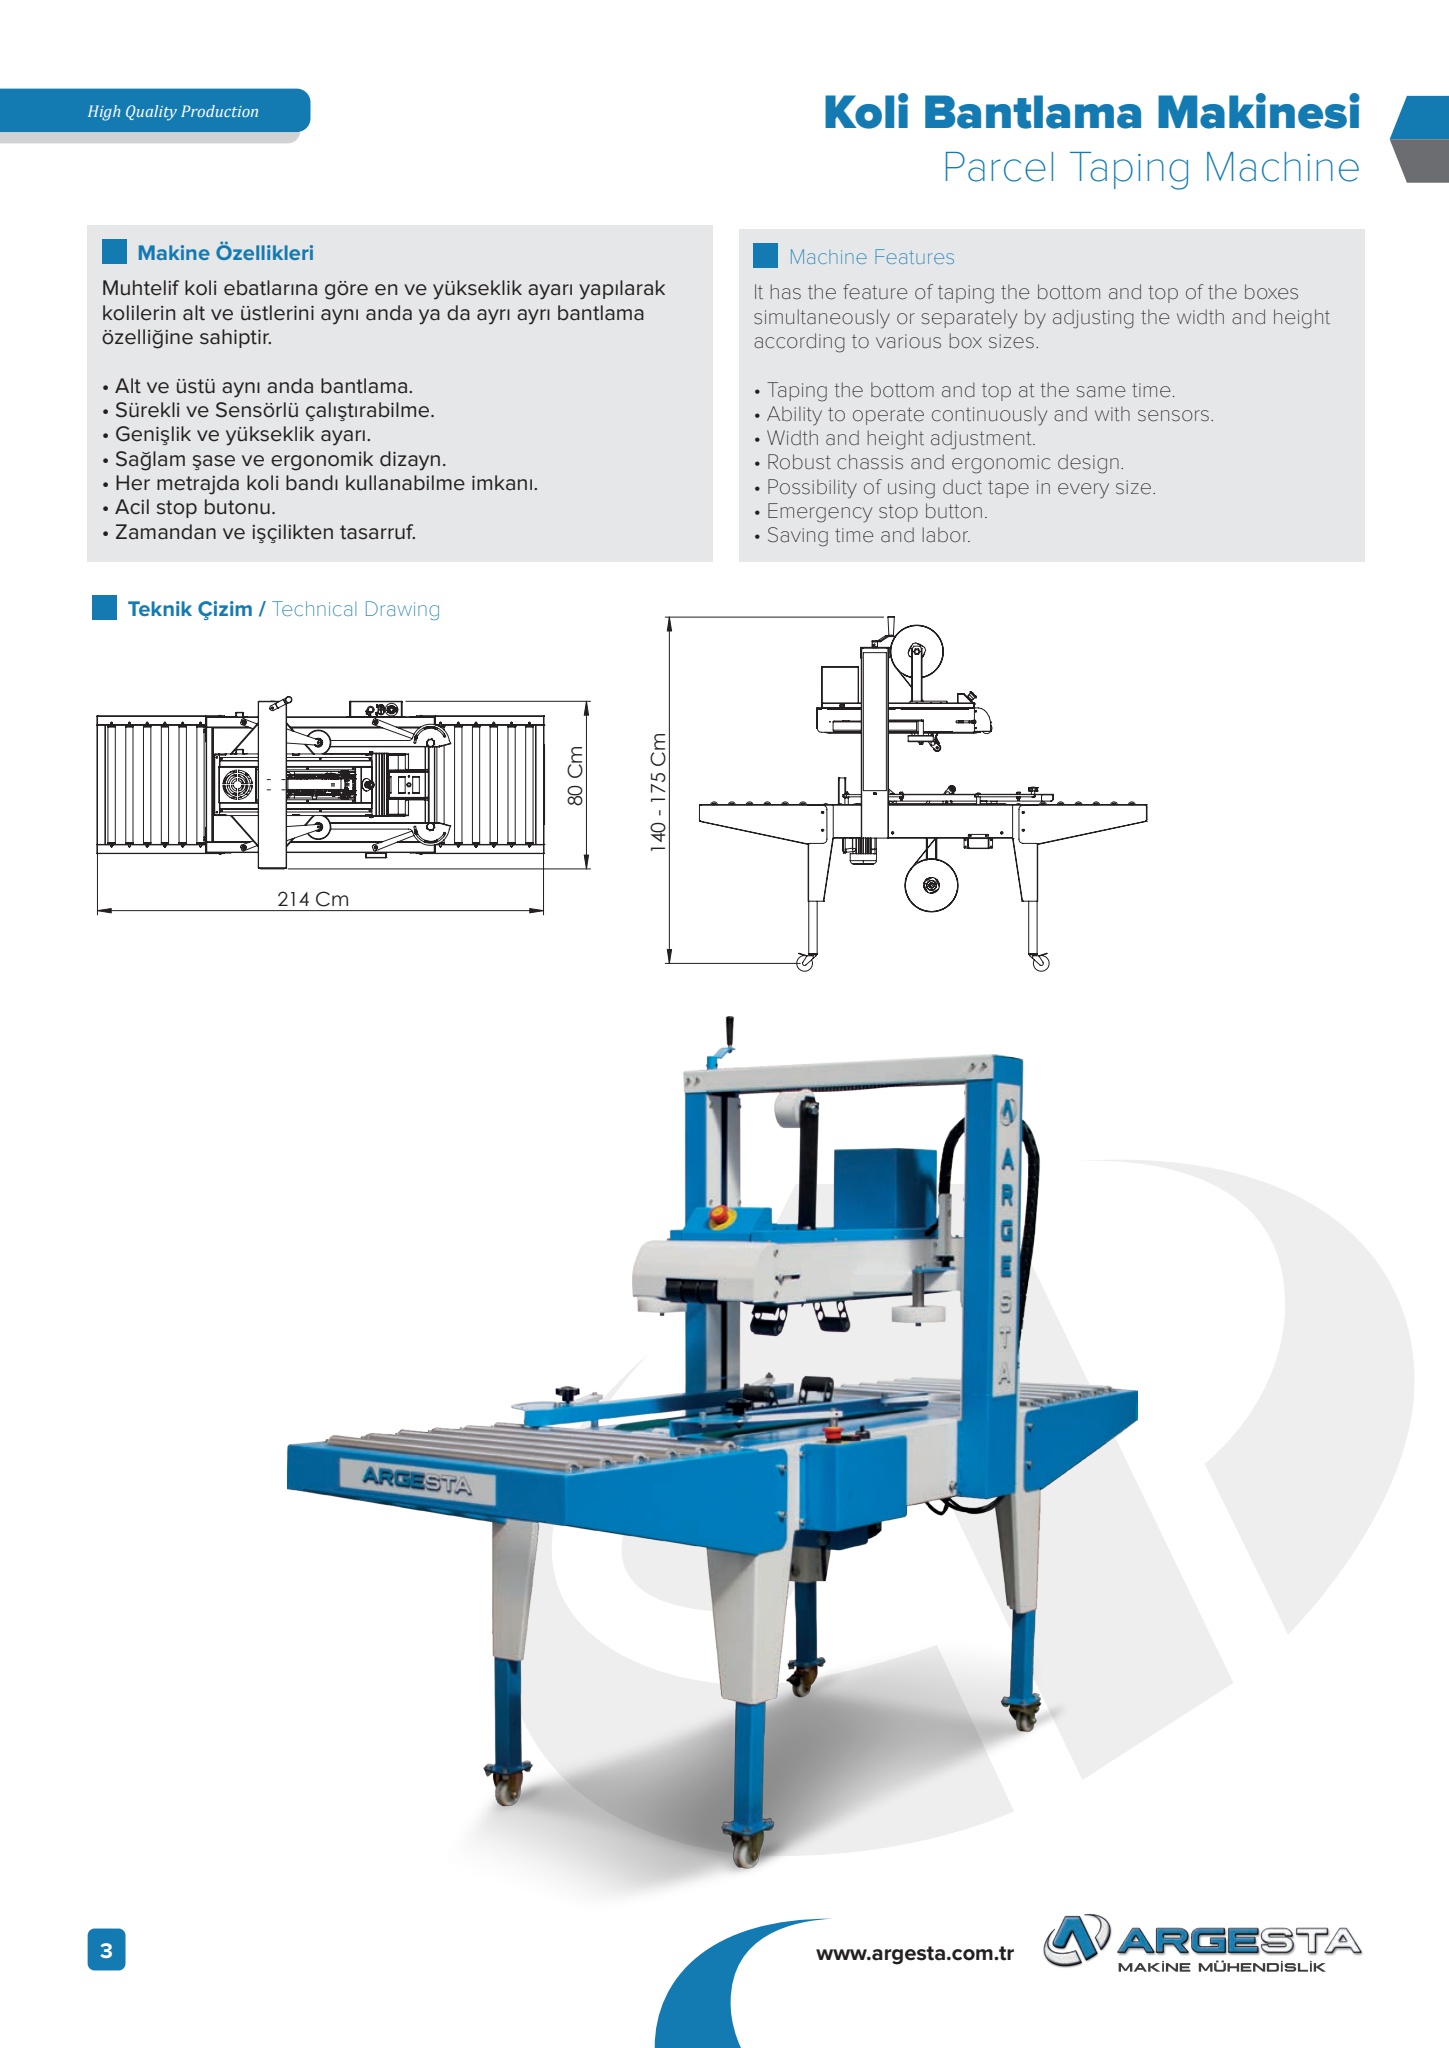 High Quality Production
Koli Bantlama Makinesi
Parcel Taping Machine
Makine Özellikleri
Muhtelif koli ebatlarına göre en ve yükseklik ayarı yapılarak
kolilerin alt ve üstlerini aynı anda ya da ayrı ayrı bantlama
özelliğine sahiptir.
• Alt ve üstü aynı anda bantlama.
• Sürekli ve Sensörlü çalıştırabilme.
• Genişlik ve yükseklik ayarı.
• Sağlam şase ve ergonomik dizayn.
• Her metrajda koli bandı kullanabilme imkanı.
• Acil stop butonu.
• Zamandan ve işçilikten tasarruf.
Machine Features
It has the feature of taping the bottom and top of the boxes
simultaneously or separately by adjusting the width and height
according to various box sizes.
• Taping the bottom and top at the same time.
• Ability to operate continuously and with sensors.
• Width and height adjustment.
• Robust chassis and ergonomic design.
• Possibility of using duct tape in every size.
• Emergency stop button.
• Saving time and labor.
Teknik Çizim / Technical Drawing
80 Cm
214 Cm
140 - 175 Cm
ARGESTA
ARGESTA
3
www.argesta.com.tr
ARGESTA
MAKİNE MÜHENDİSLİK